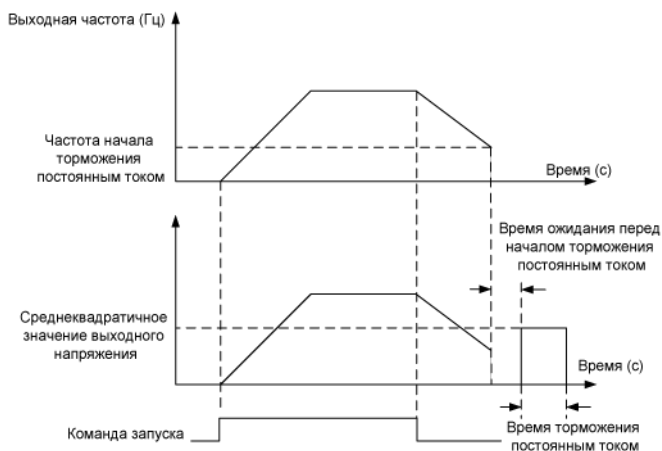 Выходная частота (Гц)
Частота начала
торможения
постоянным током
Время (с)
Время ожидания перед
началом торможения
постоянным током
Среднеквадратичное
значение выходного
напряжения
Время (с)
Команда запуска
Время торможения
постоянным током